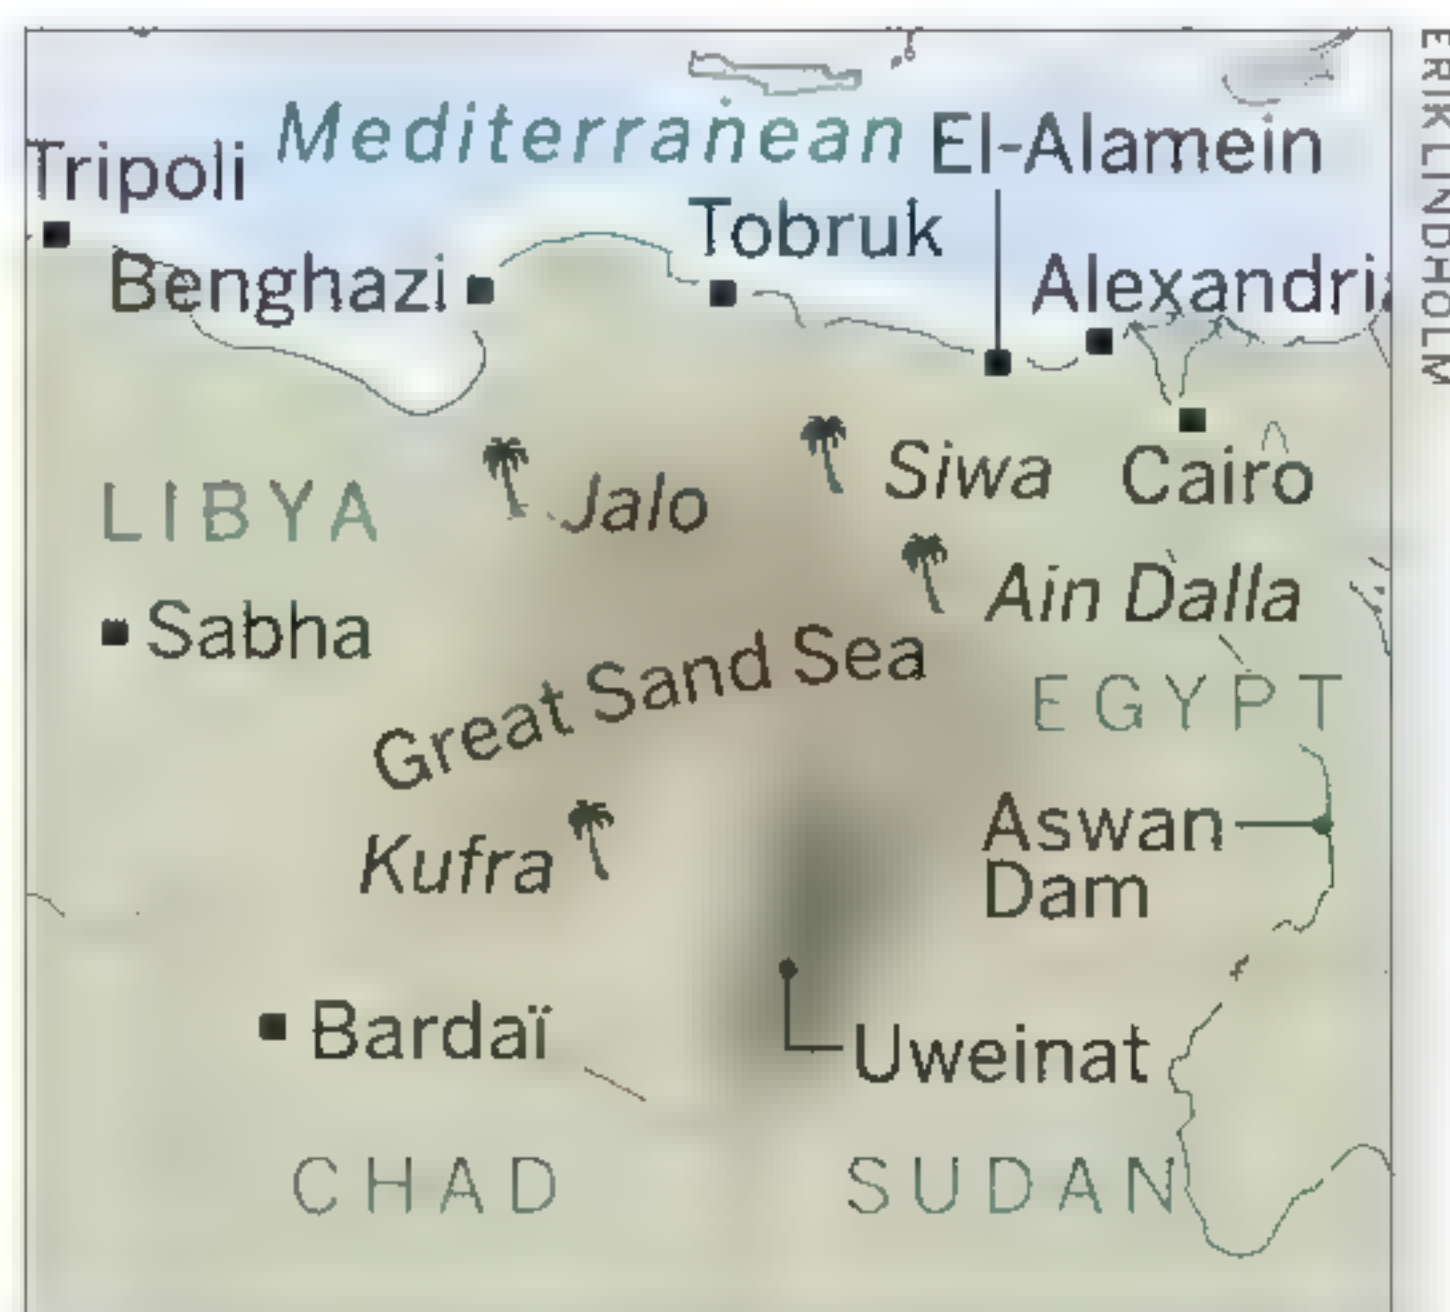 ERIK LINDHOLM
Mediterranean
El-Alamein
Tripoli
Tobruk
Benghazi
Alexandria
Siwa
Cairo
Jalo
LIBYA
Ain Dalla
Sabha
Great Sand Sea
EGYPT
Aswan
Dam
Kufra
Bardaï
Uweinat
CHAD
SUDAN